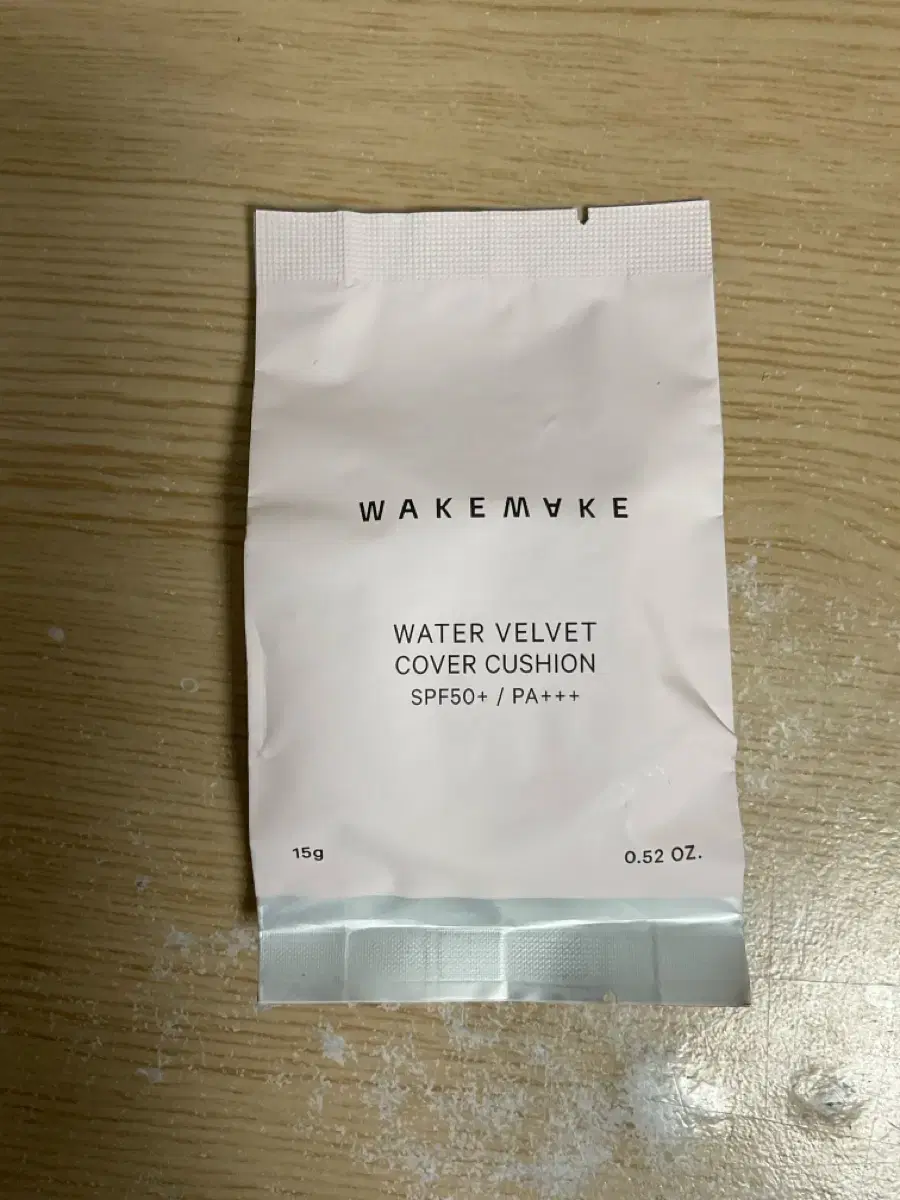 WAKEMAKE
WATER VELVET
COVER CUSHION
SPF50+ / PA+++
15g
0.52 OZ.